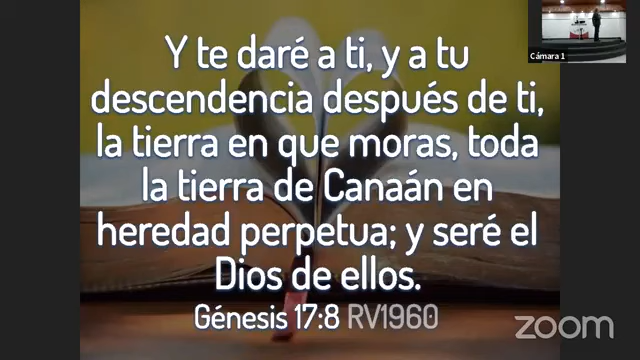 Y te daré a ti, y a tu
descendencia después de ti,
la tierra en que moras, toda
la tierra de Canaán en
heredad perpetua; y seré el
Dios de ellos.
Génesis 17:8 RV1960
Cámara 1
zoom